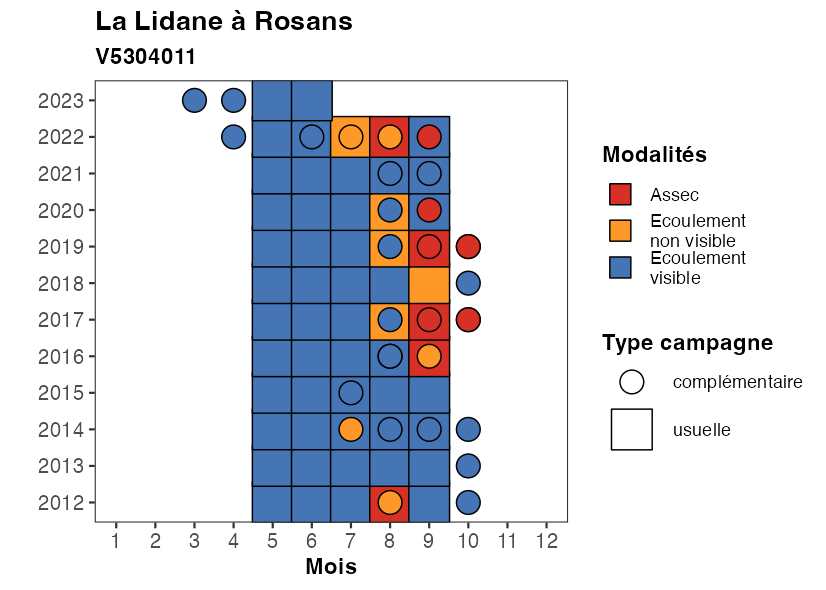 La Lidane à Rosans
V5304011
2023
2022
2021
2020
2019
2018
2017
2016
2015
2014
2013
2012
1 2 3 4 5 6 7 8 9 10 11 12
Mois
Modalités
Assec
Ecoulement
non visible
Ecoulement
visible
Type campagne
complémentaire
usuelle